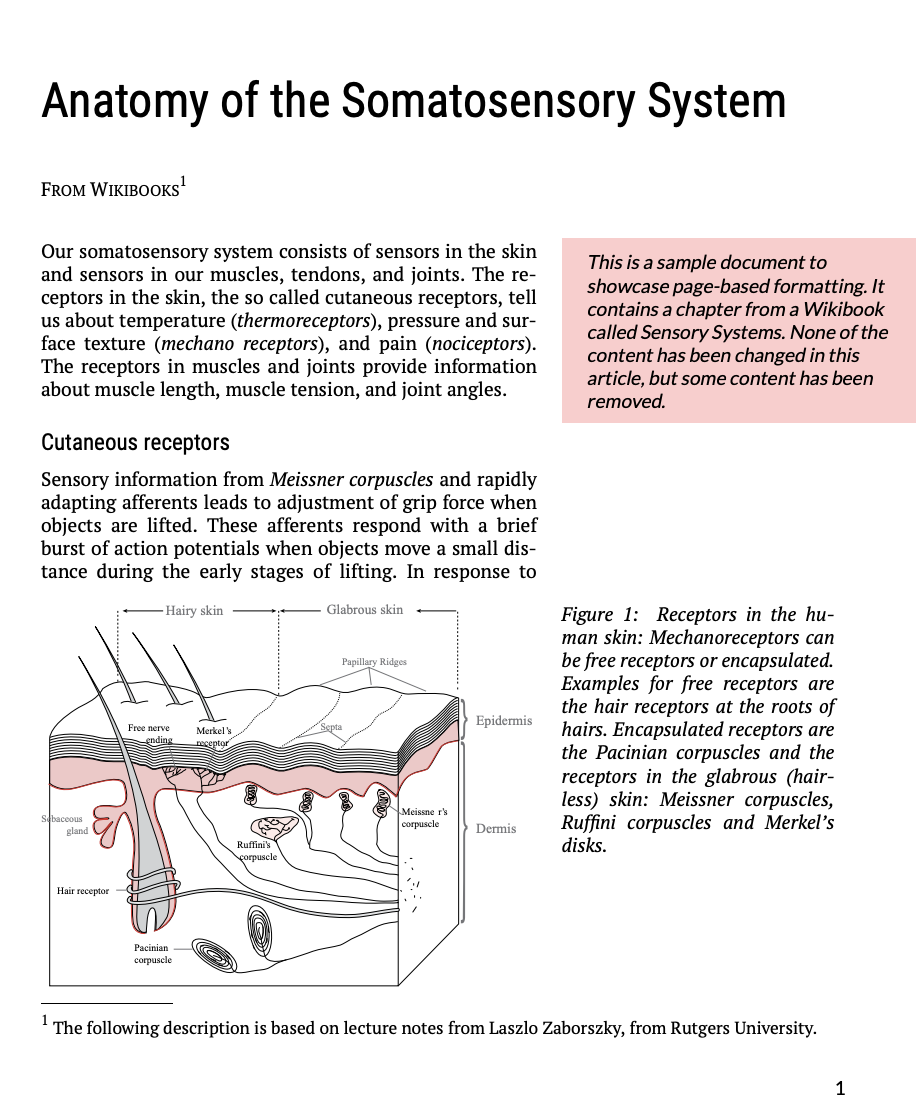 Anatomy of the Somatosensory System
FROM WIKIBOOKS1
Our somatosensory system consists of sensors in the skin
and sensors in our muscles, tendons, and joints. The re-
ceptors in the skin, the so called cutaneous receptors, tell
us about temperature (thermoreceptors), pressure and sur-
face texture (mechano receptors), and pain (nociceptors).
The receptors in muscles and joints provide information
about muscle length, muscle tension, and joint angles.
This is a sample document to
showcase page-based formatting. It
contains a chapter from a Wikibook
called Sensory Systems. None of the
content has been changed in this
article, but some content has been
removed.
Cutaneous receptors
Sensory information from Meissner corpuscles and rapidly
adapting afferents leads to adjustment of grip force when
objects are lifted. These afferents respond with a brief
burst of action potentials when objects move a small dis-
tance during the early stages of lifting. In response to
Hairy skin
Glabrous skin
Papillary Ridges
Septa
Epidermis
Free nerve
ending
Merkel's
receptor
Sebaceous
gland
Meissne r's
corpuscle
Ruffini's
corpuscle
Dermis
Hair receptor
Pacinian
corpuscle
Figure 1: Receptors in the hu-
man skin: Mechanoreceptors can
be free receptors or encapsulated.
Examples for free receptors are
the hair receptors at the roots of
hairs. Encapsulated receptors are
the Pacinian corpuscles and the
receptors in the glabrous (hair-
less) skin: Meissner corpuscles,
Ruffini corpuscles and Merkel's
disks.
1 The following description is based on lecture notes from Laszlo Zaborszky, from Rutgers University.
1